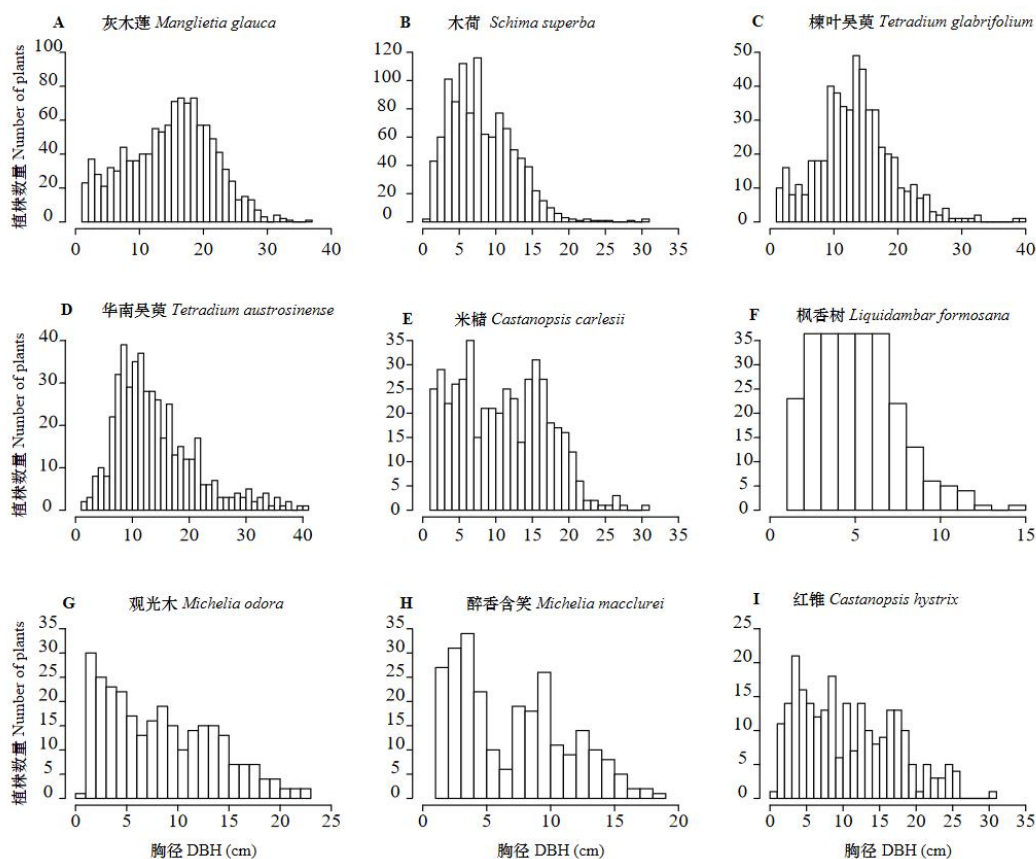 A 灰木莲 Manglietia glauca
B 木荷 Schima superba
C 楝叶吴萸 Tetradium glabrifolium
植株数量 Number of plants
100
80
60
40
20
0
0 10 20 30 40
120
100
80
60
40
20
0
0 5 10 15 20 25 30 35
50
40
30
20
10
0
0 10 20 30 40
D 华南吴萸 Tetradium austrosinense
E 米槠 Castanopsis carlesii
F 枫香树 Liquidambar formosana
植株数量 Number of plants
40
30
20
10
0
0 10 20 30 40
35
30
25
20
15
10
5
0
0 5 10 15 20 25 30 35
35
30
25
20
15
10
5
0
0 5 10 15
G 观光木 Michelia odora
H 醉香含笑 Michelia macclurei
I 红锥 Castanopsis hystrix
植株数量 Number of plants
35
30
25
20
15
10
5
0
0 5 10 15 20 25
胸径 DBH (cm)
35
30
25
20
15
10
5
0
0 5 10 15 20
胸径 DBH (cm)
25
20
15
10
5
0
0 5 10 15 20 25 30 35
胸径 DBH (cm)